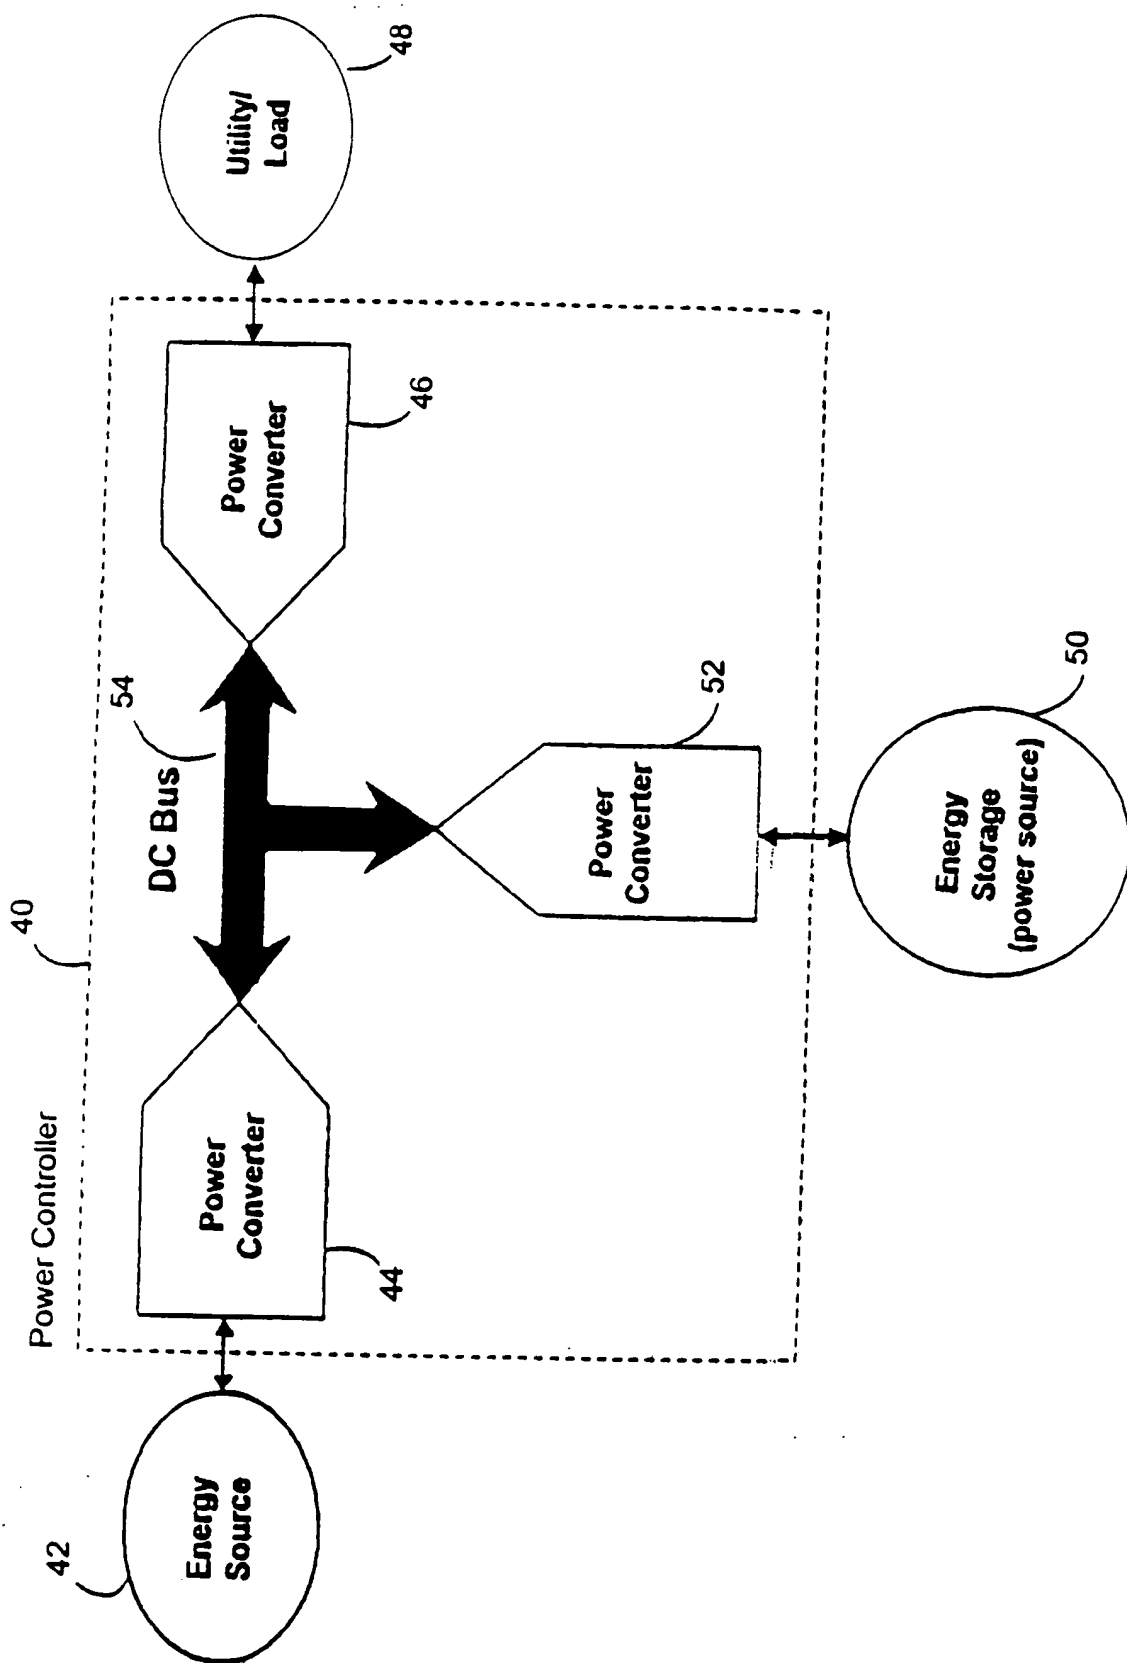 Power Controller
40
42
Energy
Source
44
Power
Converter
DC Bus
54
Power
Converter
46
Utility/
Load
48
Power
Converter
52
Energy
Storage
(power source)
50